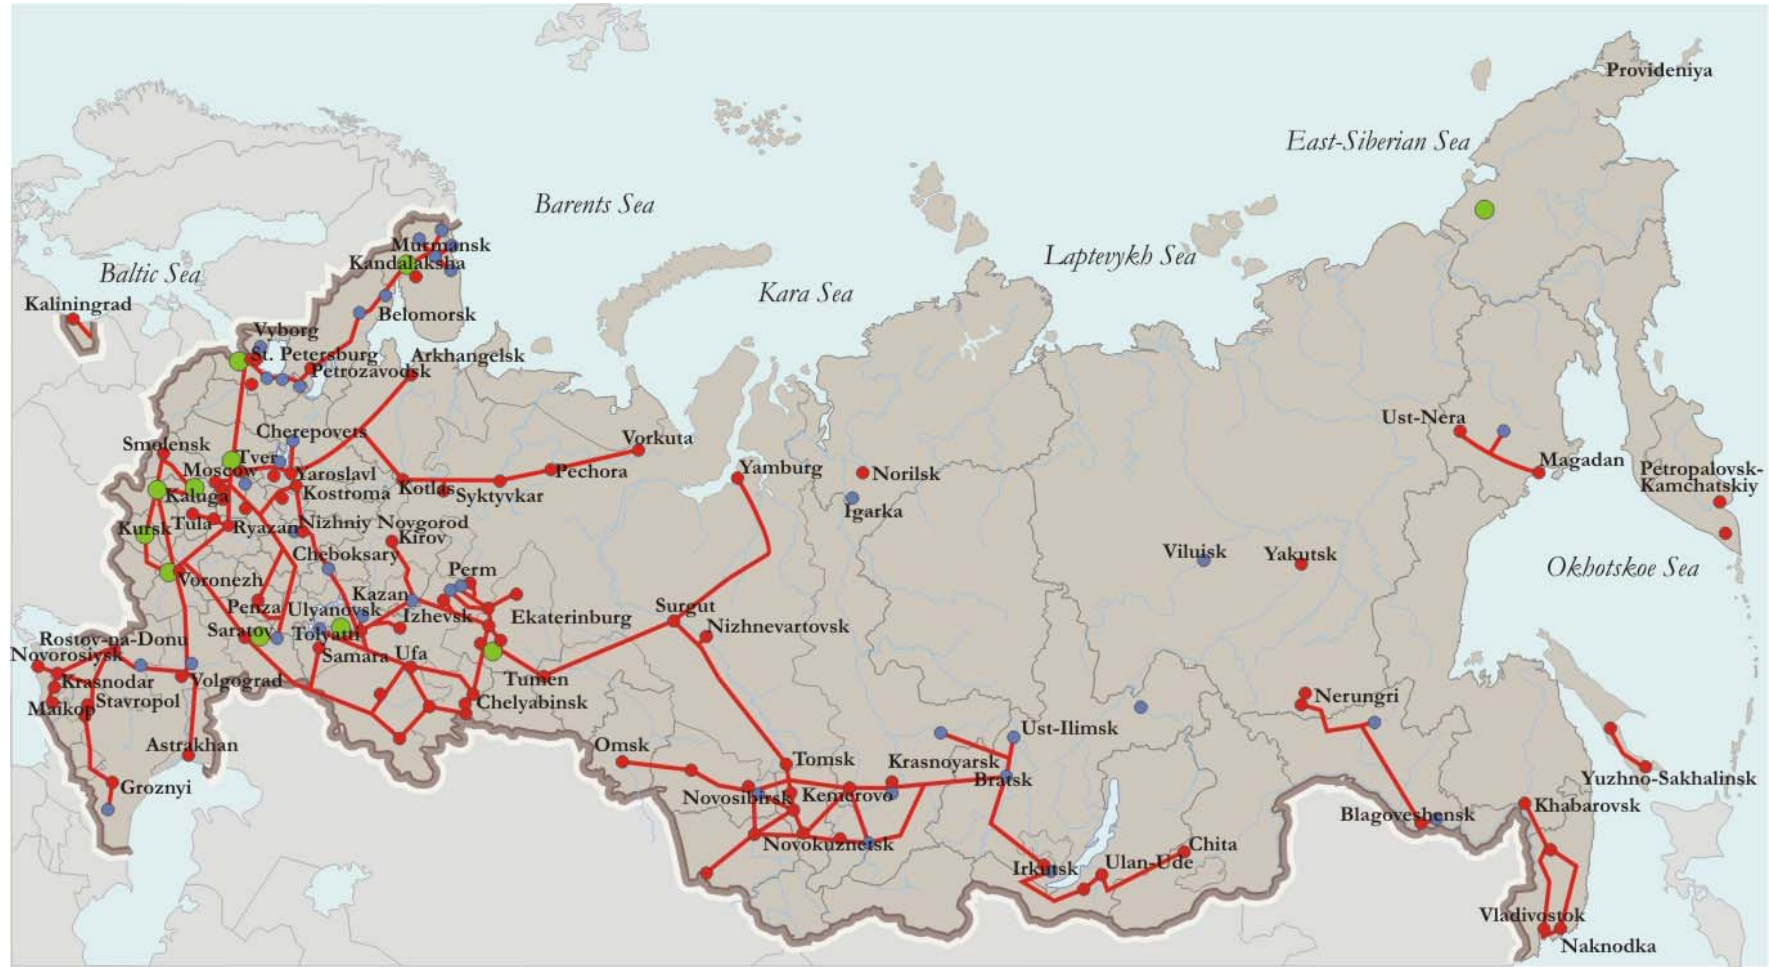 Provideniya
East-Siberian Sea
Barents Sea
Laptevykh Sea
Murmansk
Kandalaksha
Baltic Sea
Kara Sea
Kaliningrad
Belomorsk
Vyborg
St. Petersburg
Arkhangelsk
Petrozavodsk
Ust-Nera
Cherepovets
Smolensk
Vorkuta
Tver
Moscow
Yaroslavl
Pechora
Yamburg
Norilsk
Magadan
Petropalovsk-
Kamchatskiy
Kaluga
Kostroma
Kotlas
Syktyvkar
Igarka
Kursk
Tula
Ryazan
Nizhniy Novgorod
Kirov
Cheboksary
Viluisk
Yakutsk
Okhotskoe Sea
Voronezh
Perm
Kazan
Penza
Ulyanovsk
Izhevsk
Ekaterinburg
Surgut
Nizhnevartovsk
Saratov
Tolyatti
Rostov-na-Donu
Novorosiysk
Samara
Ufa
Krasnodar
Volgograd
Tumen
Nerungri
Maikop
Stavropol
Chelyabinsk
Ust-Ilimsk
Astrakhan
Omsk
Tomsk
Krasnoyarsk
Bratsk
Yuzhno-Sakhalinsk
Groznyi
Novosibirsk
Kemerovo
Khabarovsk
Blagoveshensk
Novokuznetsk
Chita
Irkutsk
Ulan-Ude
Vladivostok
Naknodka